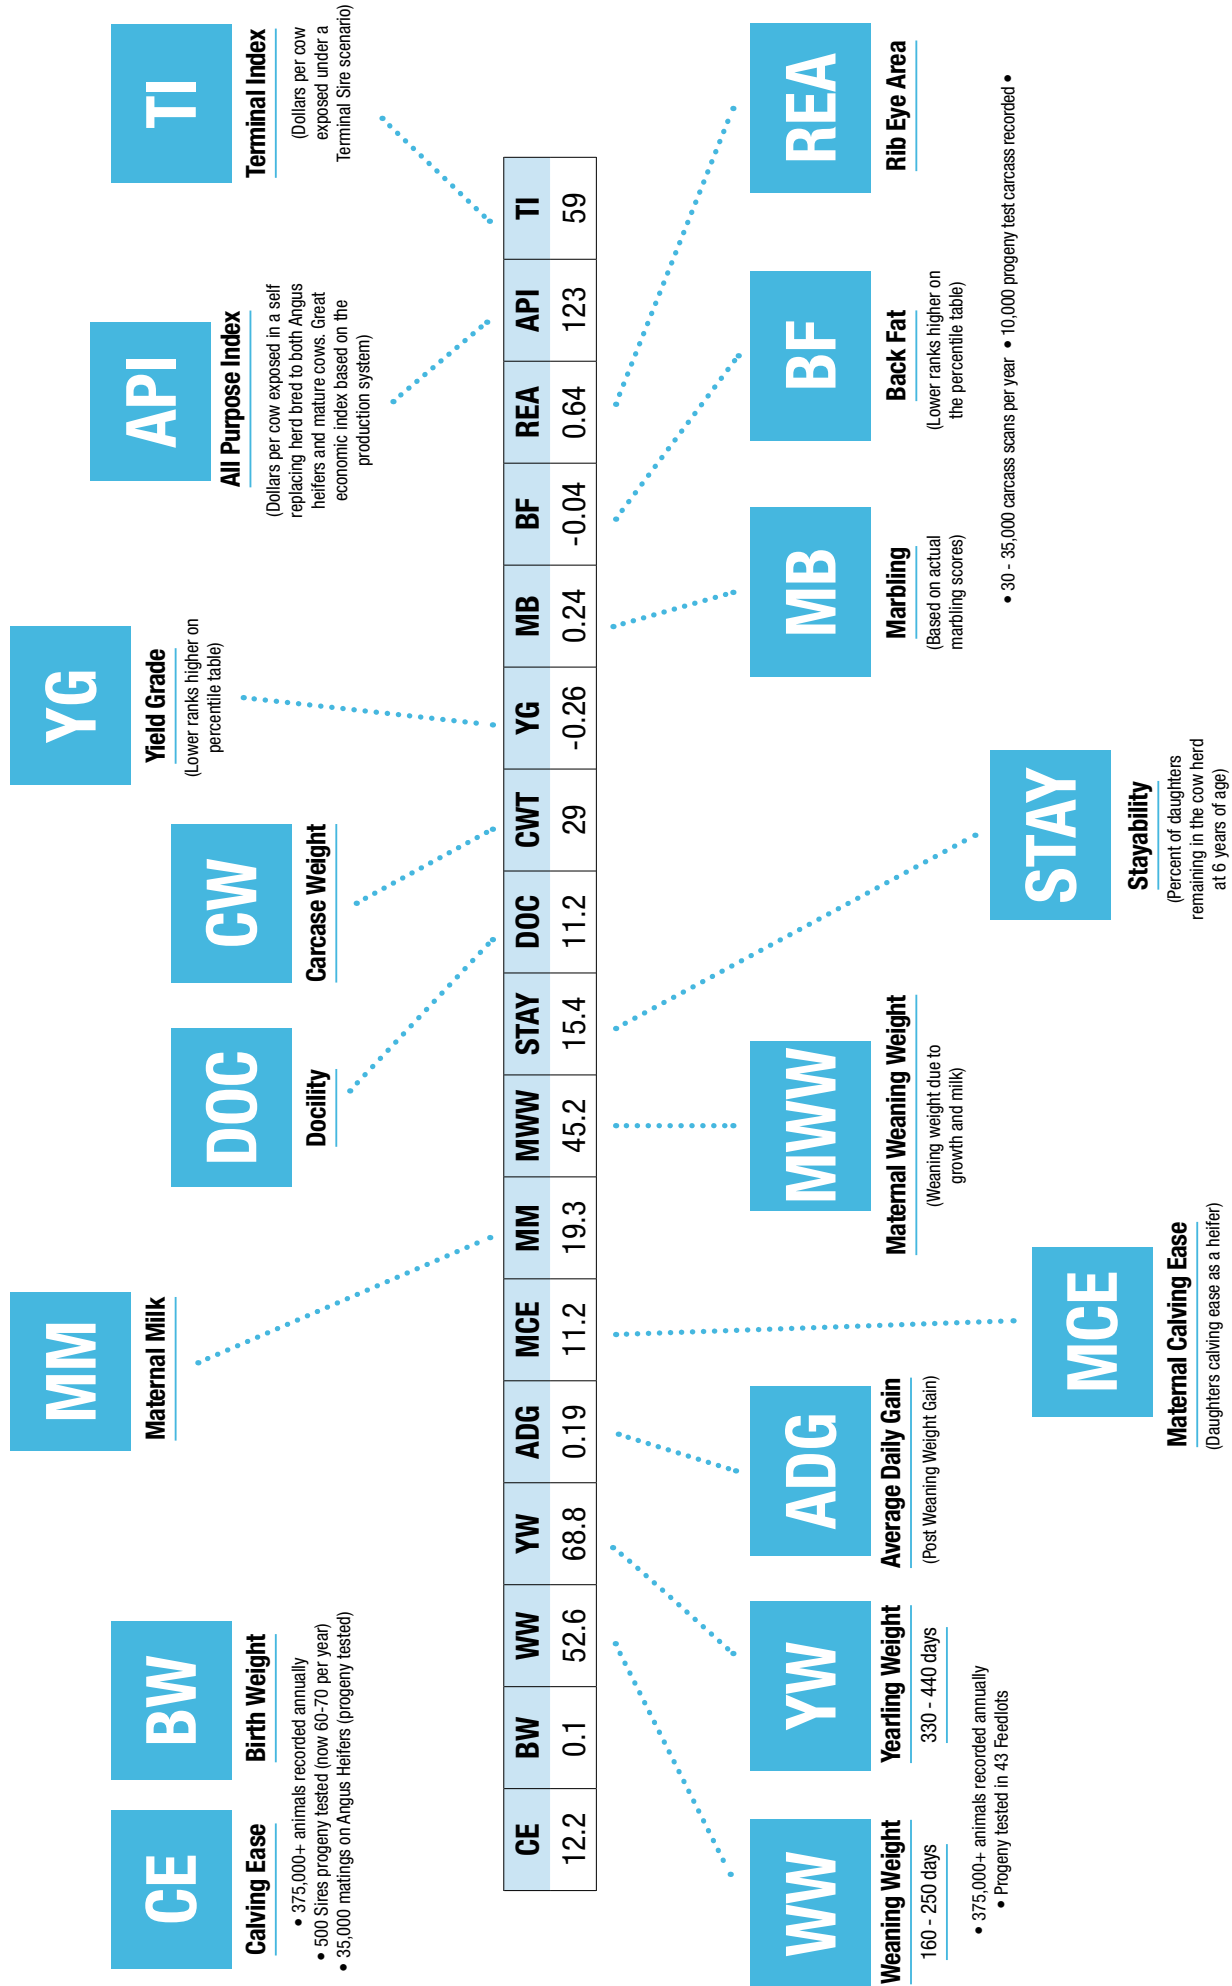 CE
Calving Ease
BW
Birth Weight
• 375,000+ animals recorded annually
• 500 Sires progeny tested (now 60-70 per year)
• 35,000 matings on Angus Heifers (progeny tested)
MM
Maternal Milk
DOC
Docility
CW
Carcase Weight
YG
Yield Grade
(Lower ranks higher on
percentile table)
API
All Purpose Index
(Dollars per cow exposed in a self
replacing herd bred to both Angus
heifers and mature cows. Great
economic index based on the
production system)
TI
Terminal Index
(Dollars per cow
exposed under a
Terminal Sire scenario)
CE BW WW YW ADG MCE MM MWW STAY DOC CWT YG MB BF REA API TI
12.2 0.1 52.6 68.8 0.19 11.2 19.3 45.2 15.4 11.2 29 -0.26 0.24 -0.04 0.64 123 59
WW
Weaning Weight
160 - 250 days
YW
Yearling Weight
330 - 440 days
• 375,000+ animals recorded annually
• Progeny tested in 43 Feedlots
ADG
Average Daily Gain
(Post Weaning Weight Gain)
MCE
Maternal Calving Ease
(Daughters calving ease as a heifer)
MWW
Maternal Weaning Weight
(Weaning weight due to
growth and milk)
STAY
Stayability
(Percent of daughters
remaining in the cow herd
at 6 years of age)
MB
Marbling
(Based on actual
marbling scores)
BF
Back Fat
(Lower ranks higher on
the percentile table)
REA
Rib Eye Area
• 30 - 35,000 carcass scans per year • 10,000 progeny test carcass recorded •